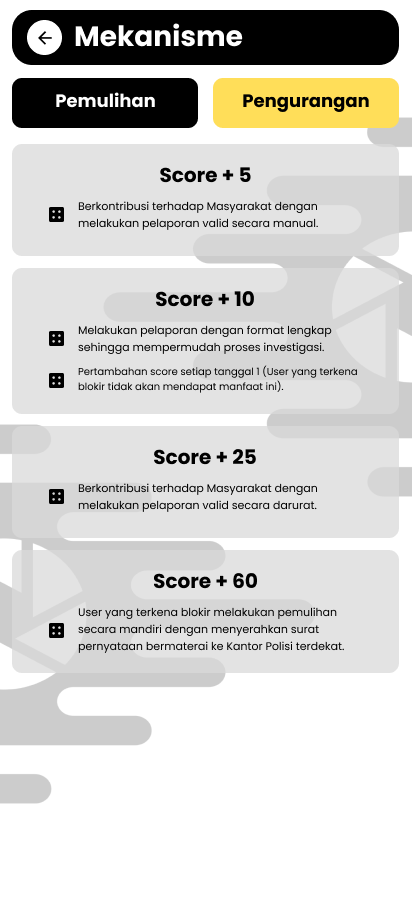 Mekanisme
Pemulihan
Pengurangan
Score + 5
Berkontribusi terhadap Masyarakat dengan
melakukan pelaporan valid secara manual.
Score + 10
Melakukan pelaporan dengan format lengkap
sehingga mempermudah proses investigasi.
Pertambahan score setiap tanggal 1 (User yang terkena
blokir tidak akan mendapat manfaat ini).
Score + 25
Berkontribusi terhadap Masyarakat dengan
melakukan pelaporan valid secara darurat.
Score + 60
User yang terkena blokir melakukan pemulihan
secara mandiri dengan menyerahkan surat
pernyataan bermaterai ke Kantor Polisi terdekat.